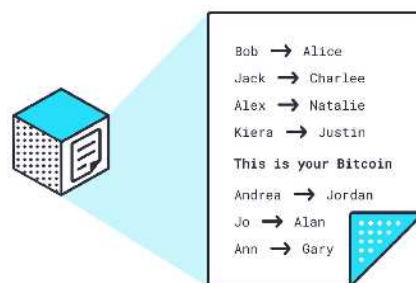 Bob → Alice
Jack → Charlee
Alex → Natalie
Kiera → Justin
This is your Bitcoin
Andrea → Jordan
Jo → Alan
Ann → Gary